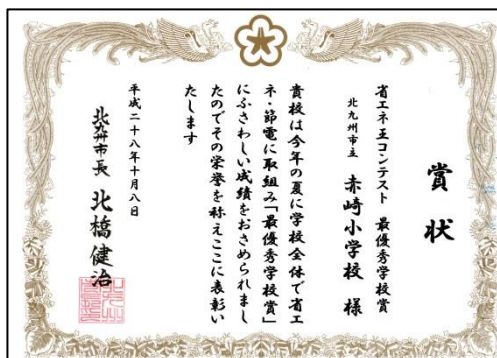 賞状
省エネ王コンテスト 最優秀学校賞
北九州市立 赤崎小学校 様
貴校は今年の夏に学校全体で省エ
ネ・節電に取組み「最優秀学校賞」
にふさわしい成績をおさめられまし
たのでその栄誉を称えここに表彰い
たします
平成二十八年十月八日
北九州市長 北橋健治